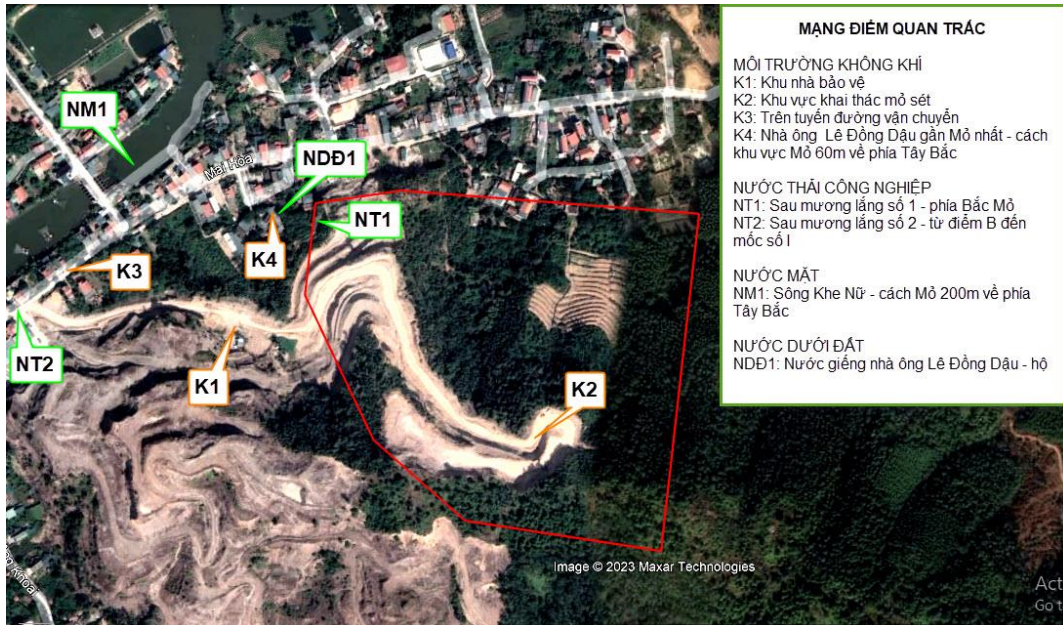 MẠNG ĐIỂM QUAN TRẮC
MÔI TRƯỜNG KHÔNG KHÍ
K1: Khu nhà bảo vệ
K2: Khu vực khai thác mỏ sét
K3: Trên tuyến đường vận chuyển
K4: Nhà ông Lê Đồng Dậu gần Mỏ nhất - cách
khu vực Mỏ 60m về phía Tây Bắc
NƯỚC THẢI CÔNG NGHIỆP
NT1: Sau mương lắng số 1 - phía Bắc Mỏ
NT2: Sau mương lắng số 2 - từ điểm B đến
mốc số I
NƯỚC MẶT
NM1: Sông Khe Nữ - cách Mỏ 200m về phía
Tây Bắc
NƯỚC DƯỚI ĐẤT
NDĐ1: Nước giếng nhà ông Lê Đồng Dậu - hộ
NM1
NDĐ1
Mai Hòa
NT1
K4
K3
NT2
K1
K2
Image © 2023 Maxar Technologies
Khoai
Act
Go t